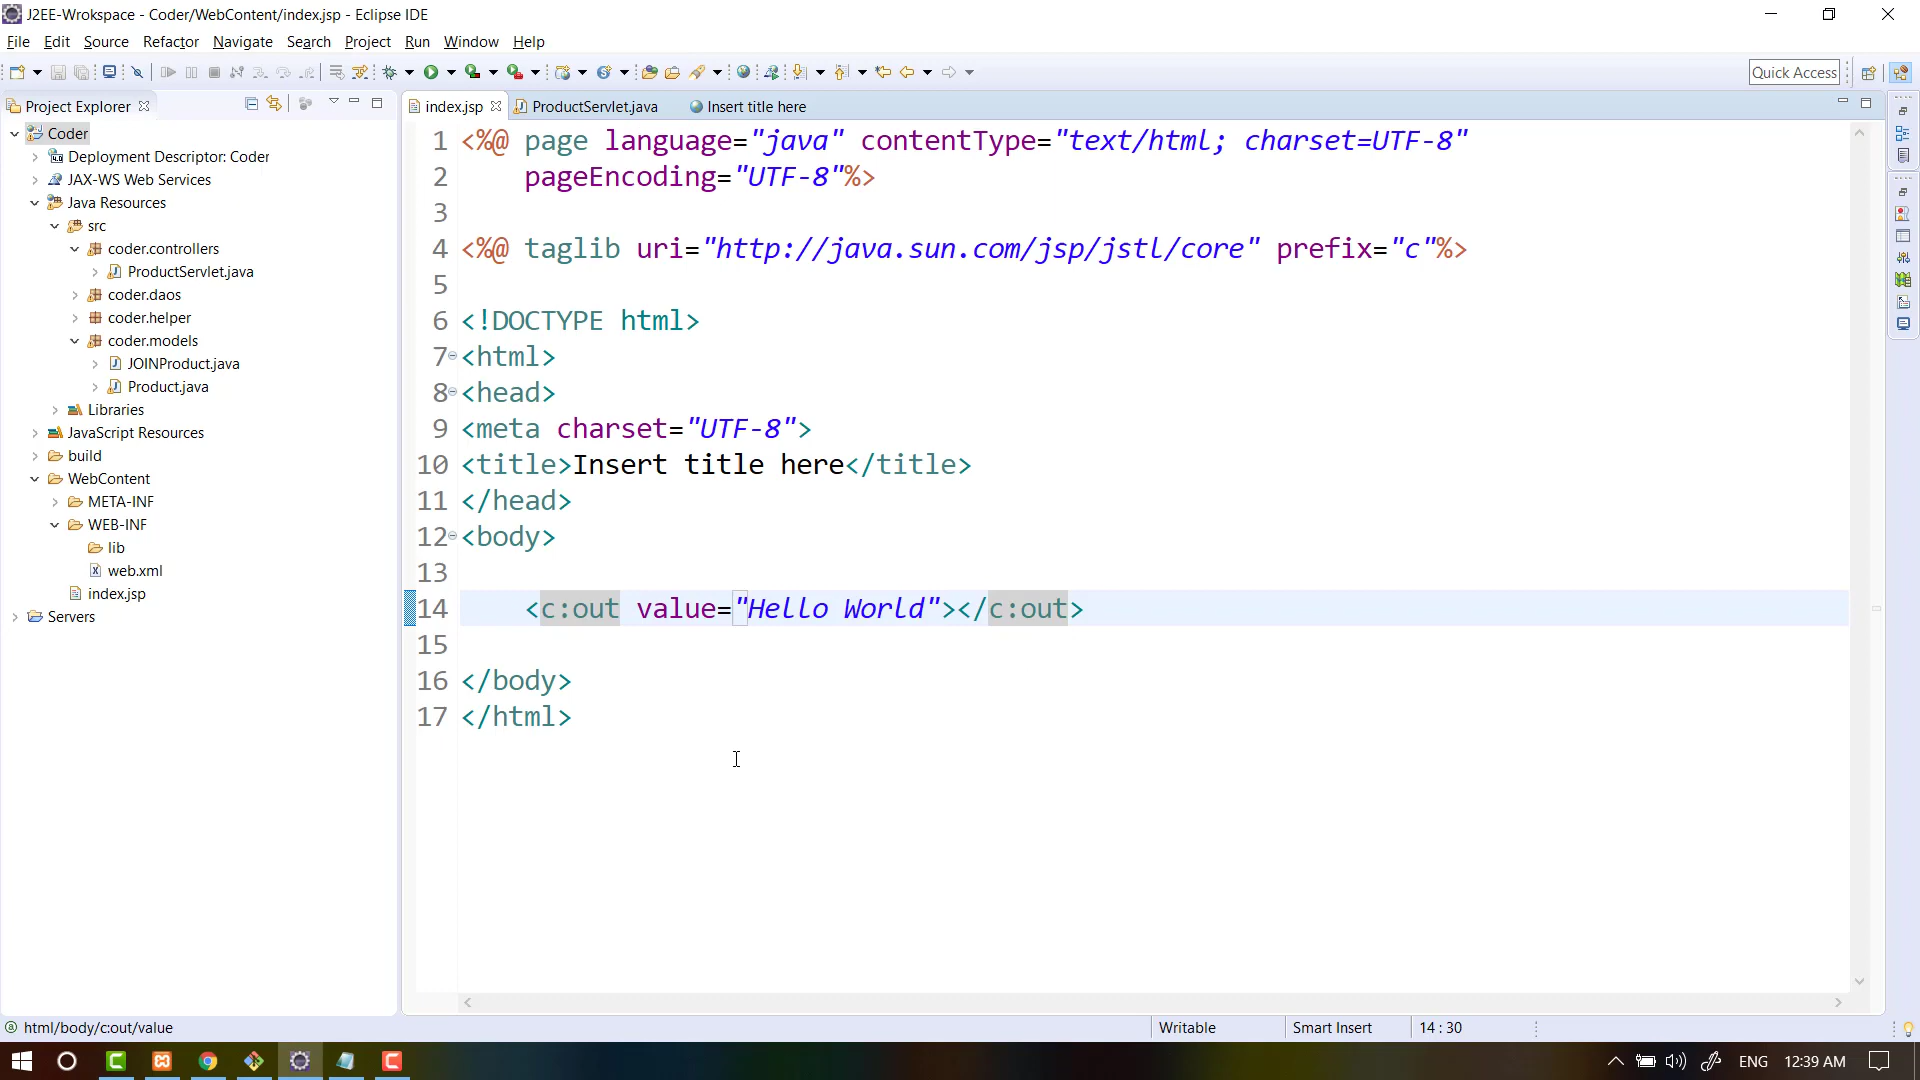 J2EE-Wrokspace - Coder/WebContent/index.jsp - Eclipse IDE
File Edit Source Refactor Navigate Search Project Run Window Help
Quick Access
Project Explorer
index.jsp ProductServlet.java Insert title here
Coder
Deployment Descriptor: Coder
JAX-WS Web Services
Java Resources
src
coder.controllers
ProductServlet.java
coder.daos
coder.helper
coder.models
JOINProduct.java
Product.java
Libraries
JavaScript Resources
build
WebContent
META-INF
WEB-INF
lib
web.xml
index.jsp
Servers
1 <%@ page language="java" contentType="text/html; charset=UTF-8"
2 pageEncoding="UTF-8"%>
3
4 <%@ taglib uri="http://java.sun.com/jsp/jstl/core" prefix="c"%>
5
6 <!DOCTYPE html>
7 <html>
8 <head>
9 <meta charset="UTF-8">
10 <title>Insert title here</title>
11 </head>
12 <body>
13
14 <c:out value="Hello World"></c:out>
15
16 </body>
17 </html>
html/body/c:out/value Writable Smart Insert 14 : 30
ENG 12:39 AM